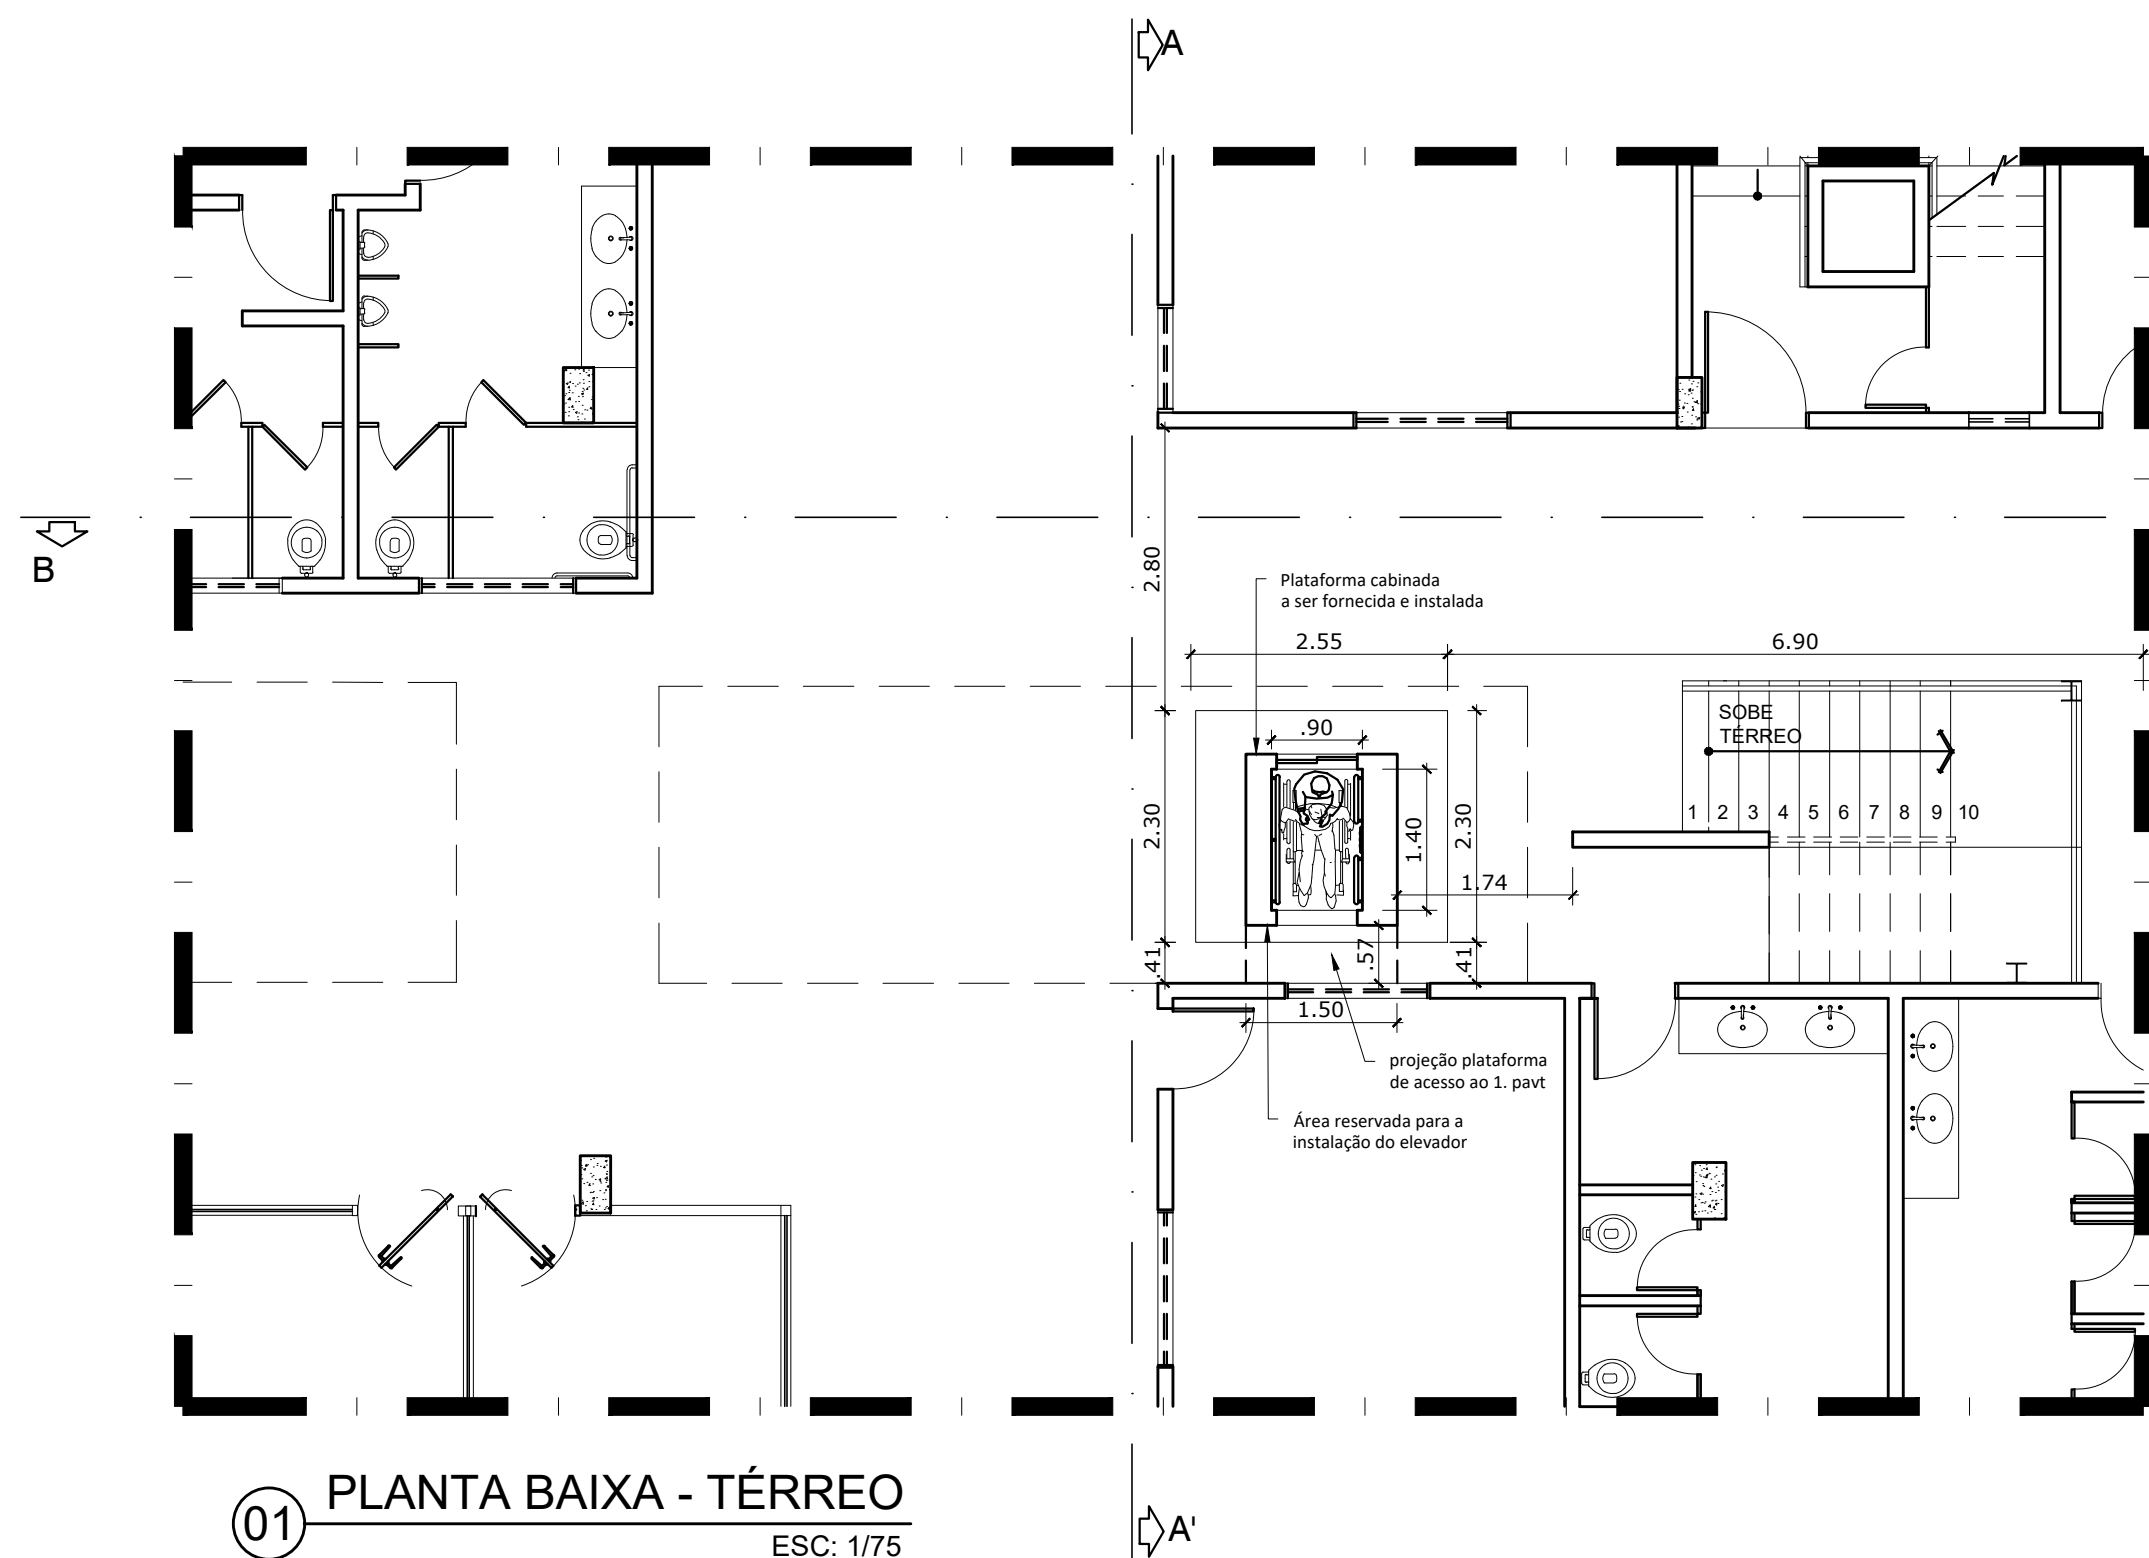 A
B
2.80
Plataforma cabinada
a ser fornecida e instalada
2.55
6.90
.90
SOBE
TÉRREO
2.30
1.40
2.30
1 2 3 4 5 6 7 8 9 10
1.74
.41
.57
.41
1.50
projeção plataforma
de acesso ao 1. pavt
Área reservada para a
instalação do elevador
01
PLANTA BAIXA - TÉRREO
ESC: 1/75
A'